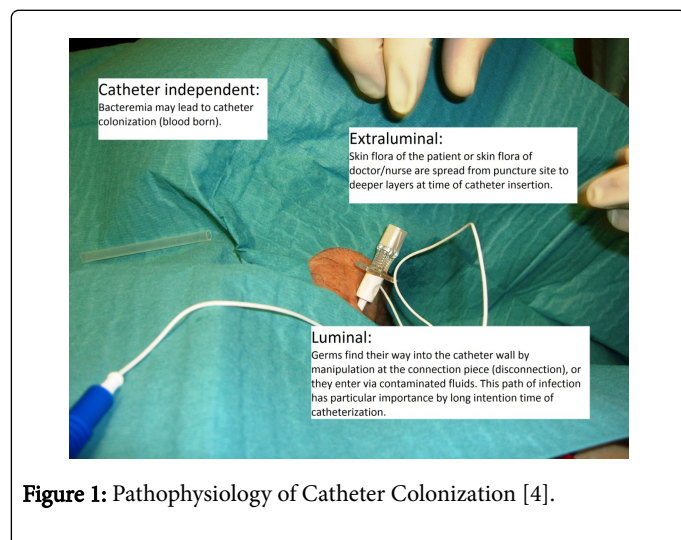 Catheter independent:
Bacteremia may lead to catheter
colonization (blood born).
Extraluminal:
Skin flora of the patient or skin flora of
doctor/nurse are spread from puncture site to
deeper layers at time of catheter insertion.
Luminal:
Germs find their way into the catheter wall by
manipulation at the connection piece (disconnection), or
they enter via contaminated fluids. This path of infection
has particular importance by long intention time of
catheterization.
Figure 1: Pathophysiology of Catheter Colonization [4].